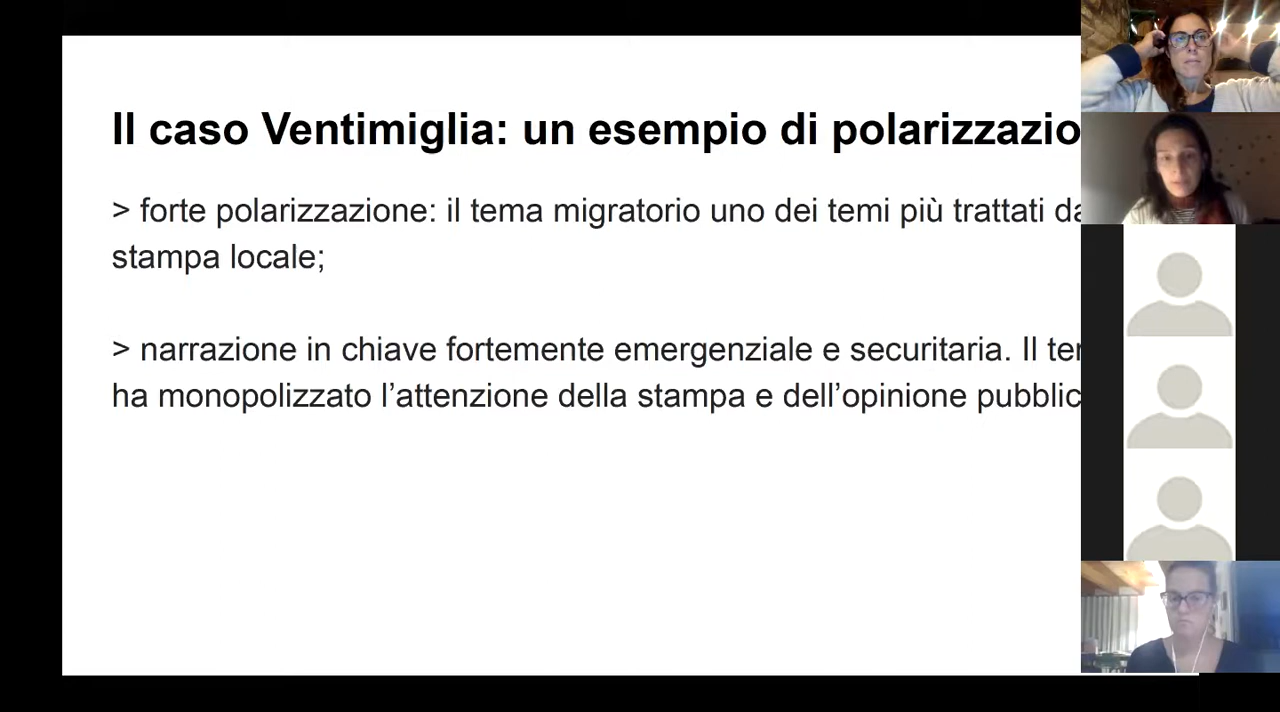 Il caso Ventimiglia: un esempio di polarizzazio
> forte polarizzazione: il tema migratorio uno dei temi più trattati da
stampa locale;
> narrazione in chiave fortemente emergenziale e securitaria. Il
ha monopolizzato l’attenzione della stampa e dell’opinione pubblic